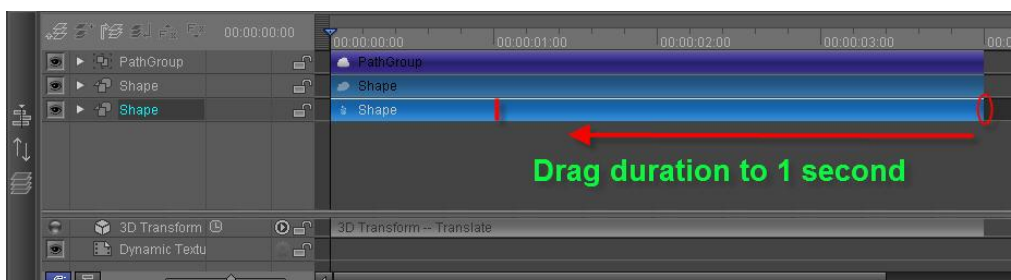 00:00:00:00
00:00:00:00 00:00:01:00 00:00:02:00 00:00:03:00 00:0
PathGroup PathGroup
Shape Shape
Shape Shape
Drag duration to 1 second
3D Transform 3D Transform -- Translate
Dynamic Textu